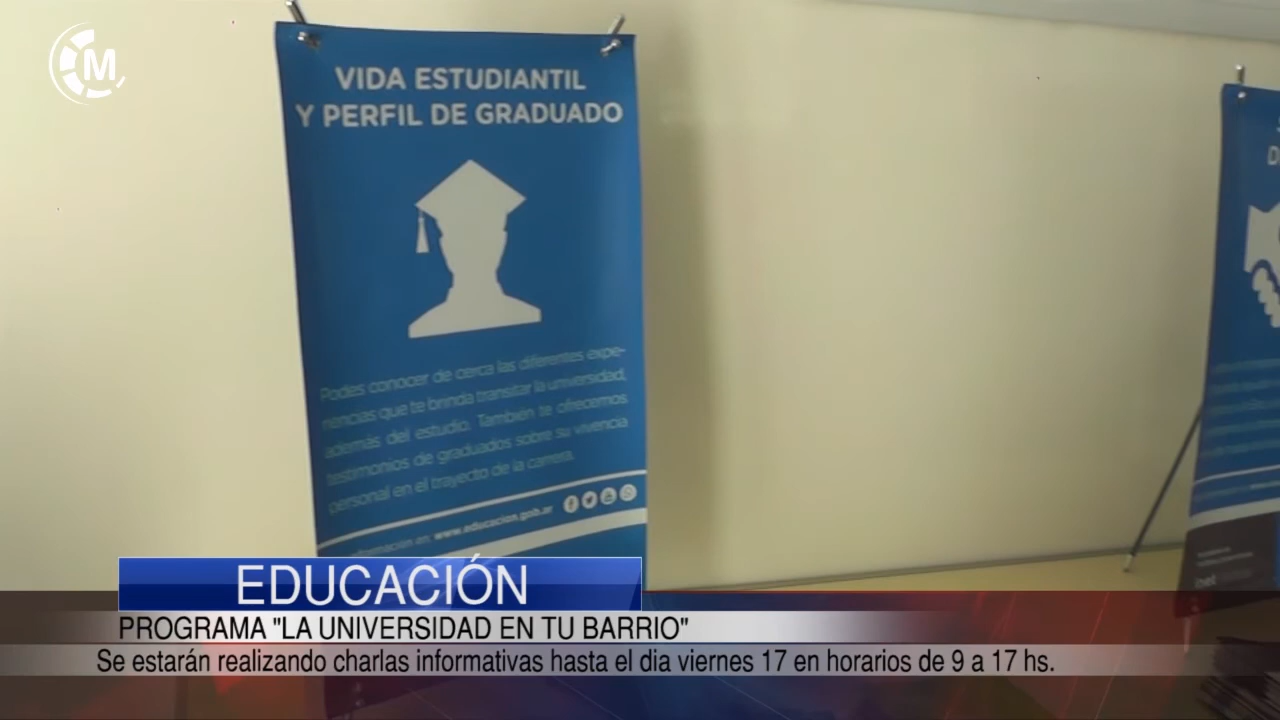 M
VIDA ESTUDIANTIL
Y PERFIL DE GRADUADO
Podes conocer de cerca las diferentes expe-
riencias que te brinda transitar la universidad,
además del estudio. También te ofrecemos
testimonios de graduados sobre su vivencia
personal en el trayecto de la carrera.
información en: www.educacion.gob.ar
D
inet
EDUCACIÓN
PROGRAMA "LA UNIVERSIDAD EN TU BARRIO"
Se estarán realizando charlas informativas hasta el dia viernes 17 en horarios de 9 a 17 hs.